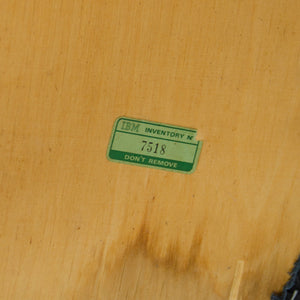 IBM INVENTORY Nº
7518
DON'T REMOVE